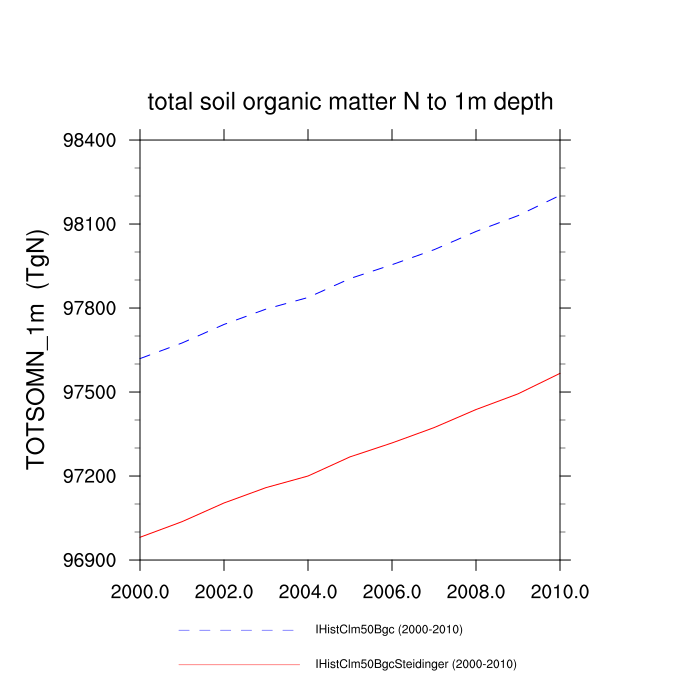 total soil organic matter N to 1m depth
TOTSOMN_1m (TgN)
98400
98100
97800
97500
97200
96900
2000.0 2002.0 2004.0 2006.0 2008.0 2010.0
IHistClm50Bgc (2000-2010)
IHistClm50BgcSteidinger (2000-2010)